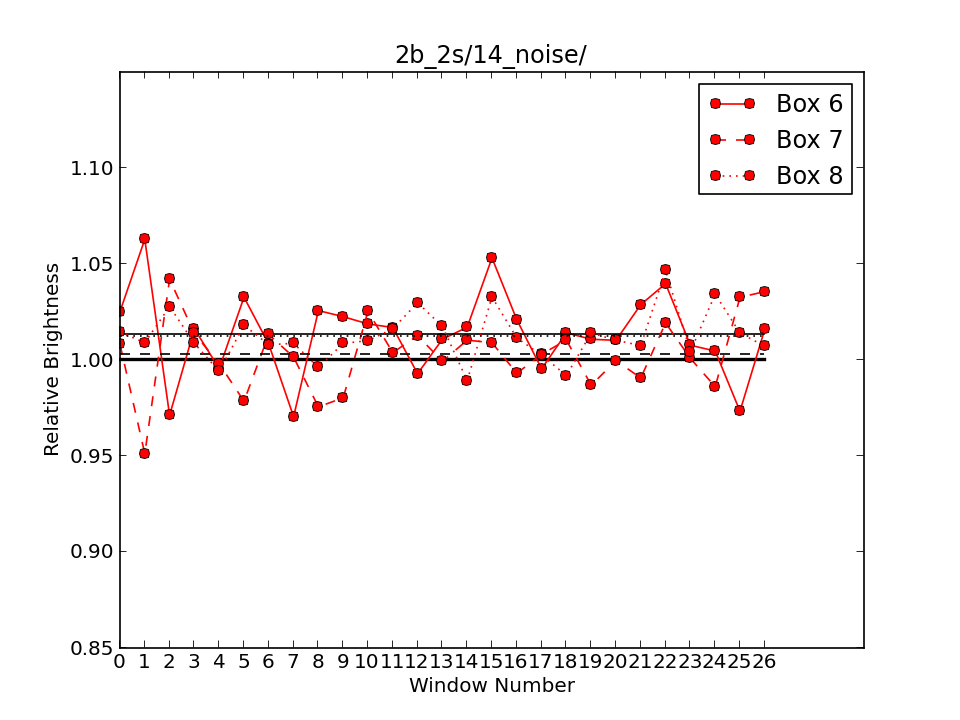 2b_2s/14_noise/
Box 6
Box 7
Box 8
Relative Brightness
1.10
1.05
1.00
0.95
0.90
0.85
0 1 2 3 4 5 6 7 8 9 10 11 12 13 14 15 16 17 18 19 20 21 22 23 24 25 26
Window Number